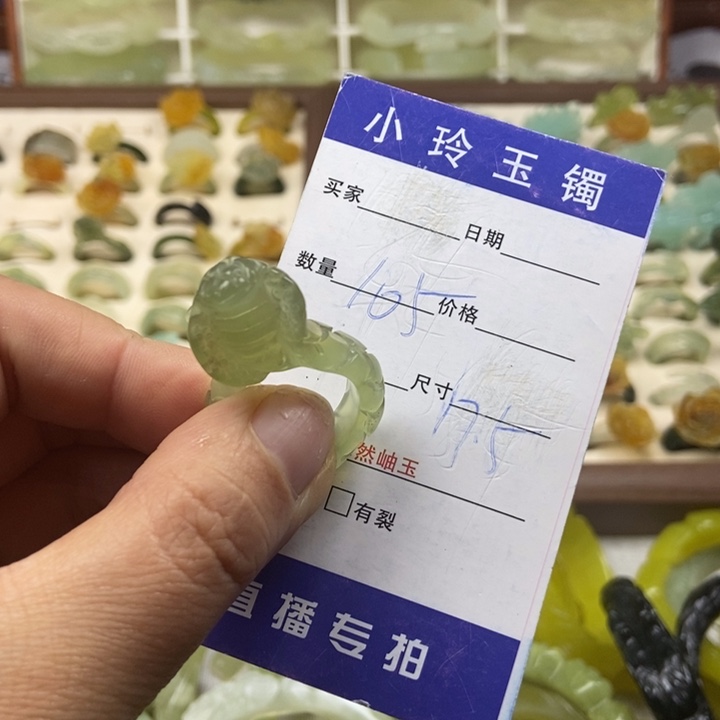 小玲玉镯
买家
日期
数量 105 价格
尺寸 17.5
然岫玉
□有裂
直播专拍